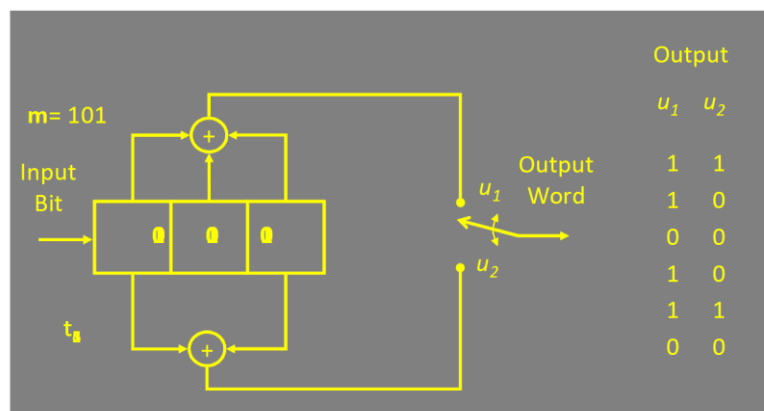 Output
m= 101
u1 u2
+
Input Bit
Output Word
u1
1 1
1 0
0 0
u2
1 0
1 1
+
0 0